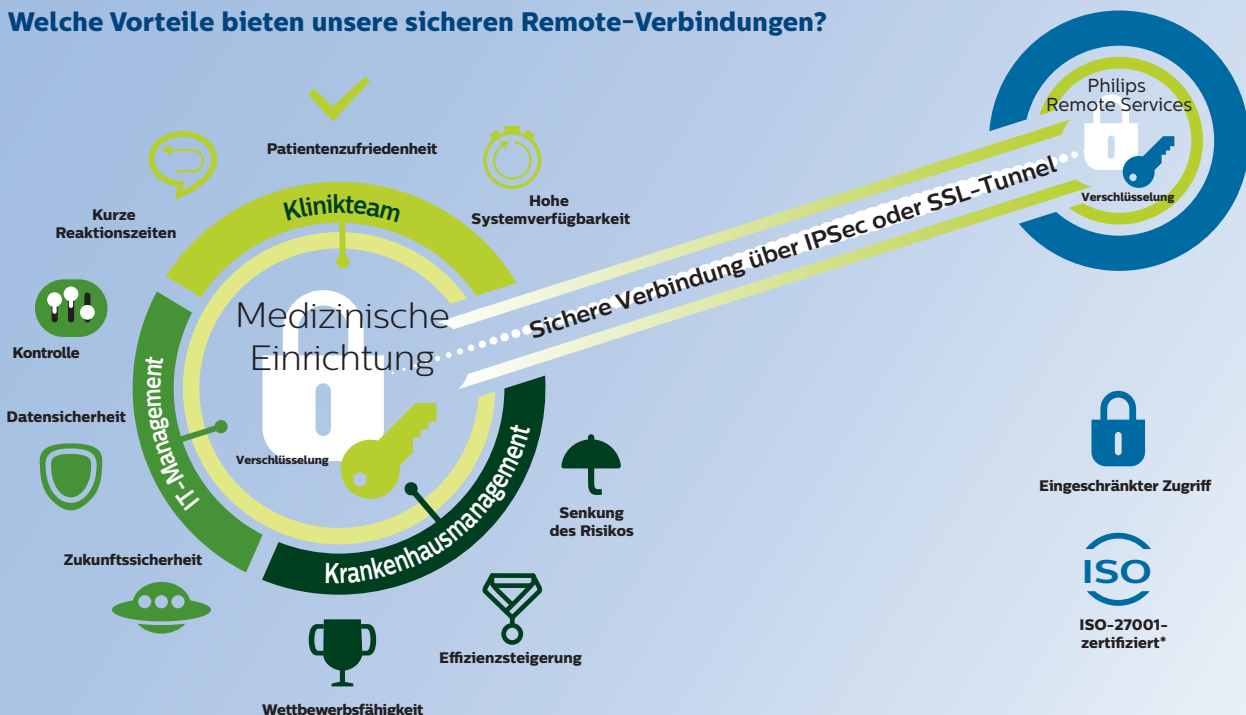 Welche Vorteile bieten unsere sicheren Remote-Verbindungen?
Philips
Remote Services
Verschlüsselung
Patientenzufriedenheit
Hohe
Systemverfügbarkeit
Kurze
Reaktionszeiten
Klinikteam
Sichere Verbindung über IPSec oder SSL-Tunnel
Medizinische
Einrichtung
Verschlüsselung
Kontrolle
Datensicherheit
IT-Management
Zukunftssicherheit
Krankenhausmanagement
Senkung
des Risikos
Effizienzsteigerung
Wettbewerbsfähigkeit
Eingeschränkter Zugriff
ISO
ISO-27001-
zertifiziert*